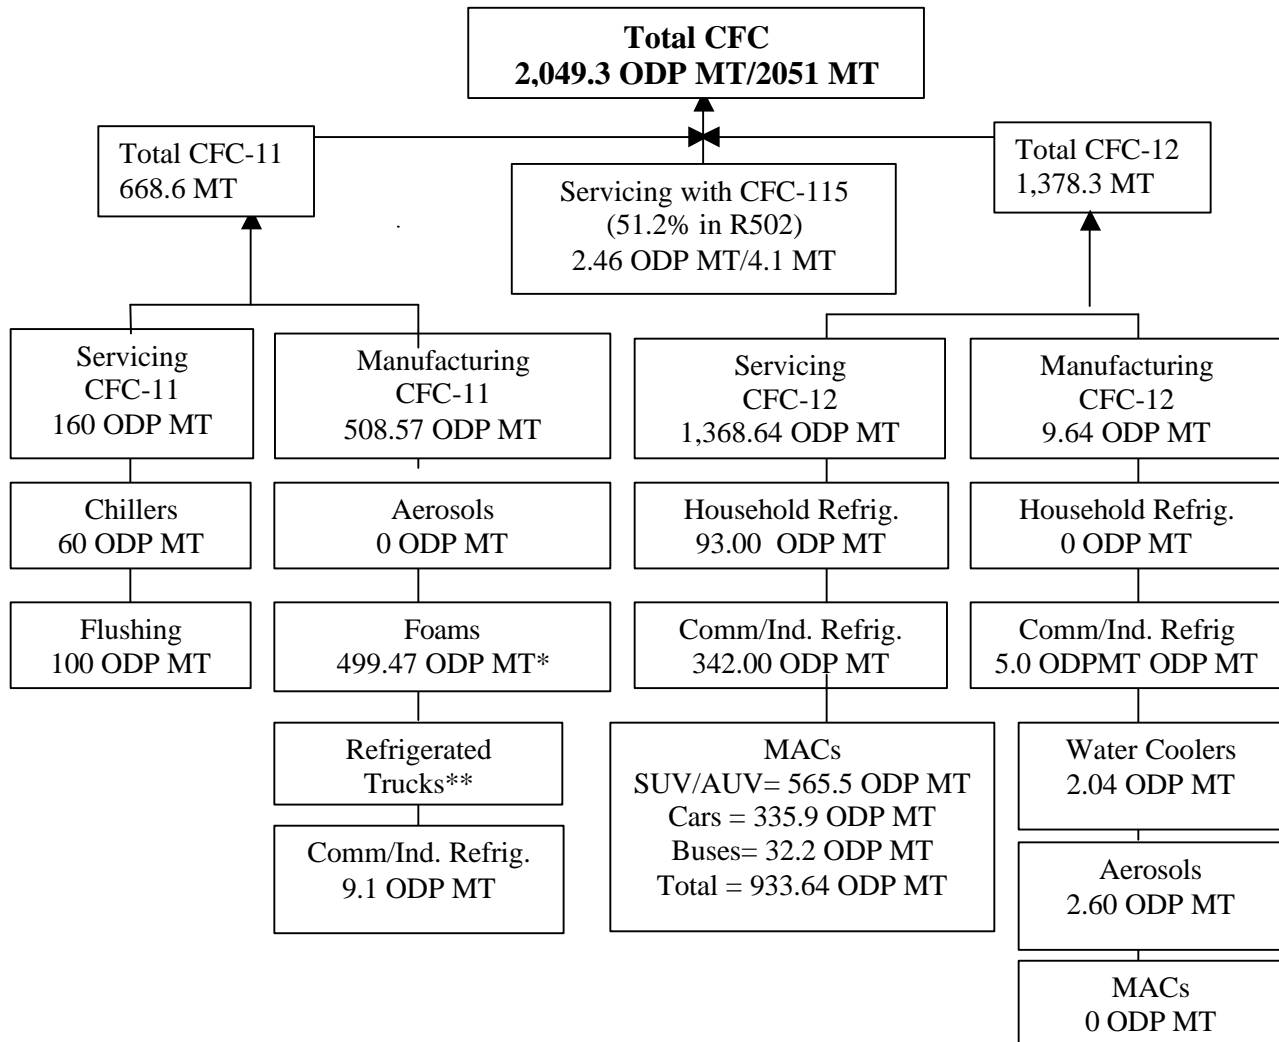 Total CFC
2,049.3 ODP MT/2051 MT
Total CFC-11
668.6 MT
Servicing with CFC-115
(51.2% in R502)
2.46 ODP MT/4.1 MT
Total CFC-12
1,378.3 MT
Servicing
CFC-11
160 ODP MT
Manufacturing
CFC-11
508.57 ODP MT
Servicing
CFC-12
1,368.64 ODP MT
Manufacturing
CFC-12
9.64 ODP MT
Chillers
60 ODP MT
Aerosols
0 ODP MT
Household Refrig.
93.00 ODP MT
Household Refrig.
0 ODP MT
Flushing
100 ODP MT
Foams
499.47 ODP MT*
Comm/Ind. Refrig.
342.00 ODP MT
Comm/Ind. Refrig
5.0 ODPMT ODP MT
Refrigerated
Trucks**
MACs
SUV/AUV= 565.5 ODP MT
Cars = 335.9 ODP MT
Buses= 32.2 ODP MT
Total = 933.64 ODP MT
Water Coolers
2.04 ODP MT
Comm/Ind. Refrig.
9.1 ODP MT
Aerosols
2.60 ODP MT
MACs
0 ODP MT